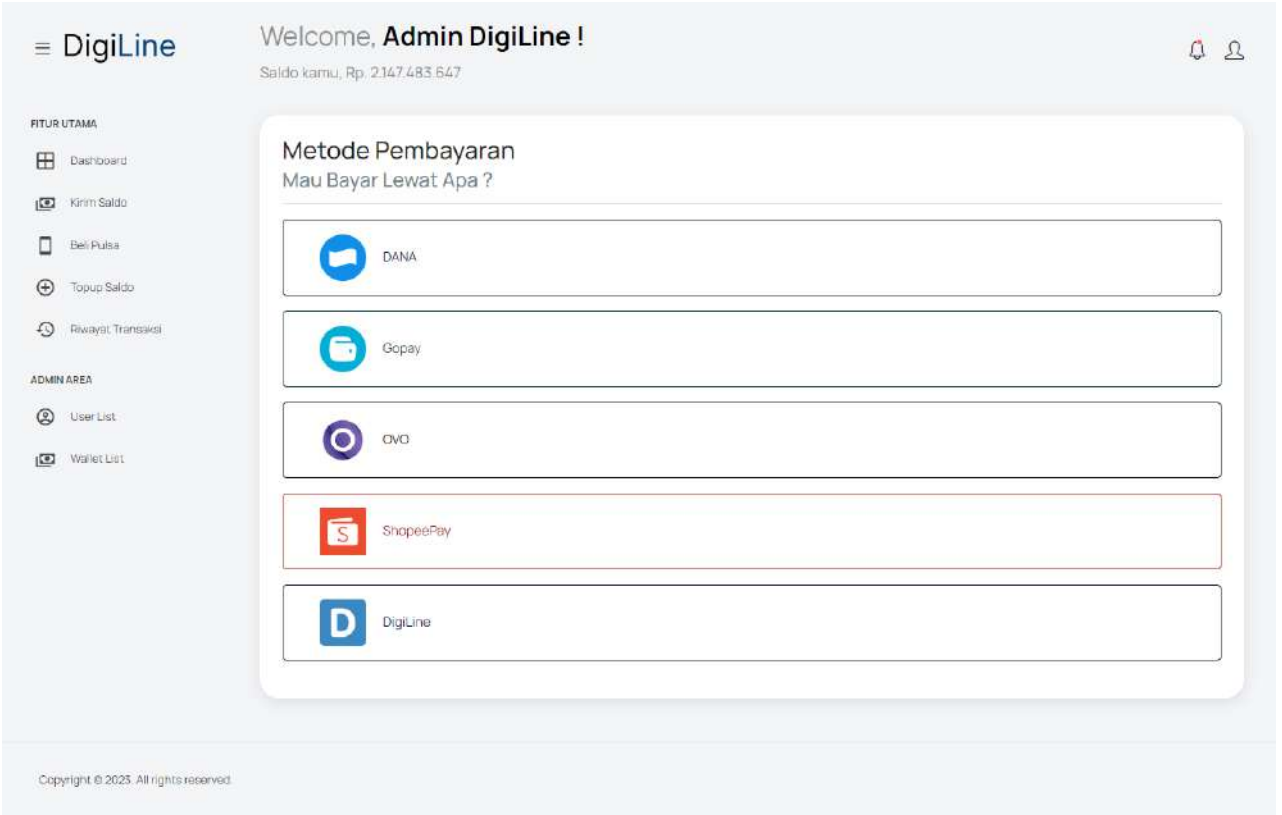 DigiLine
Welcome, Admin DigiLine !
Saldo kamu, Rp. 2.147.483.647
FITUR UTAMA
Dashboard
Kirim Saldo
Beli Pulsa
Topup Saldo
Riwayat Transaksi
ADMIN AREA
User List
Wallet List
Metode Pembayaran
Mau Bayar Lewat Apa ?
DANA
Gopay
OVO
S
ShopeePay
D
DigiLine
Copyright © 2023. All rights reserved.